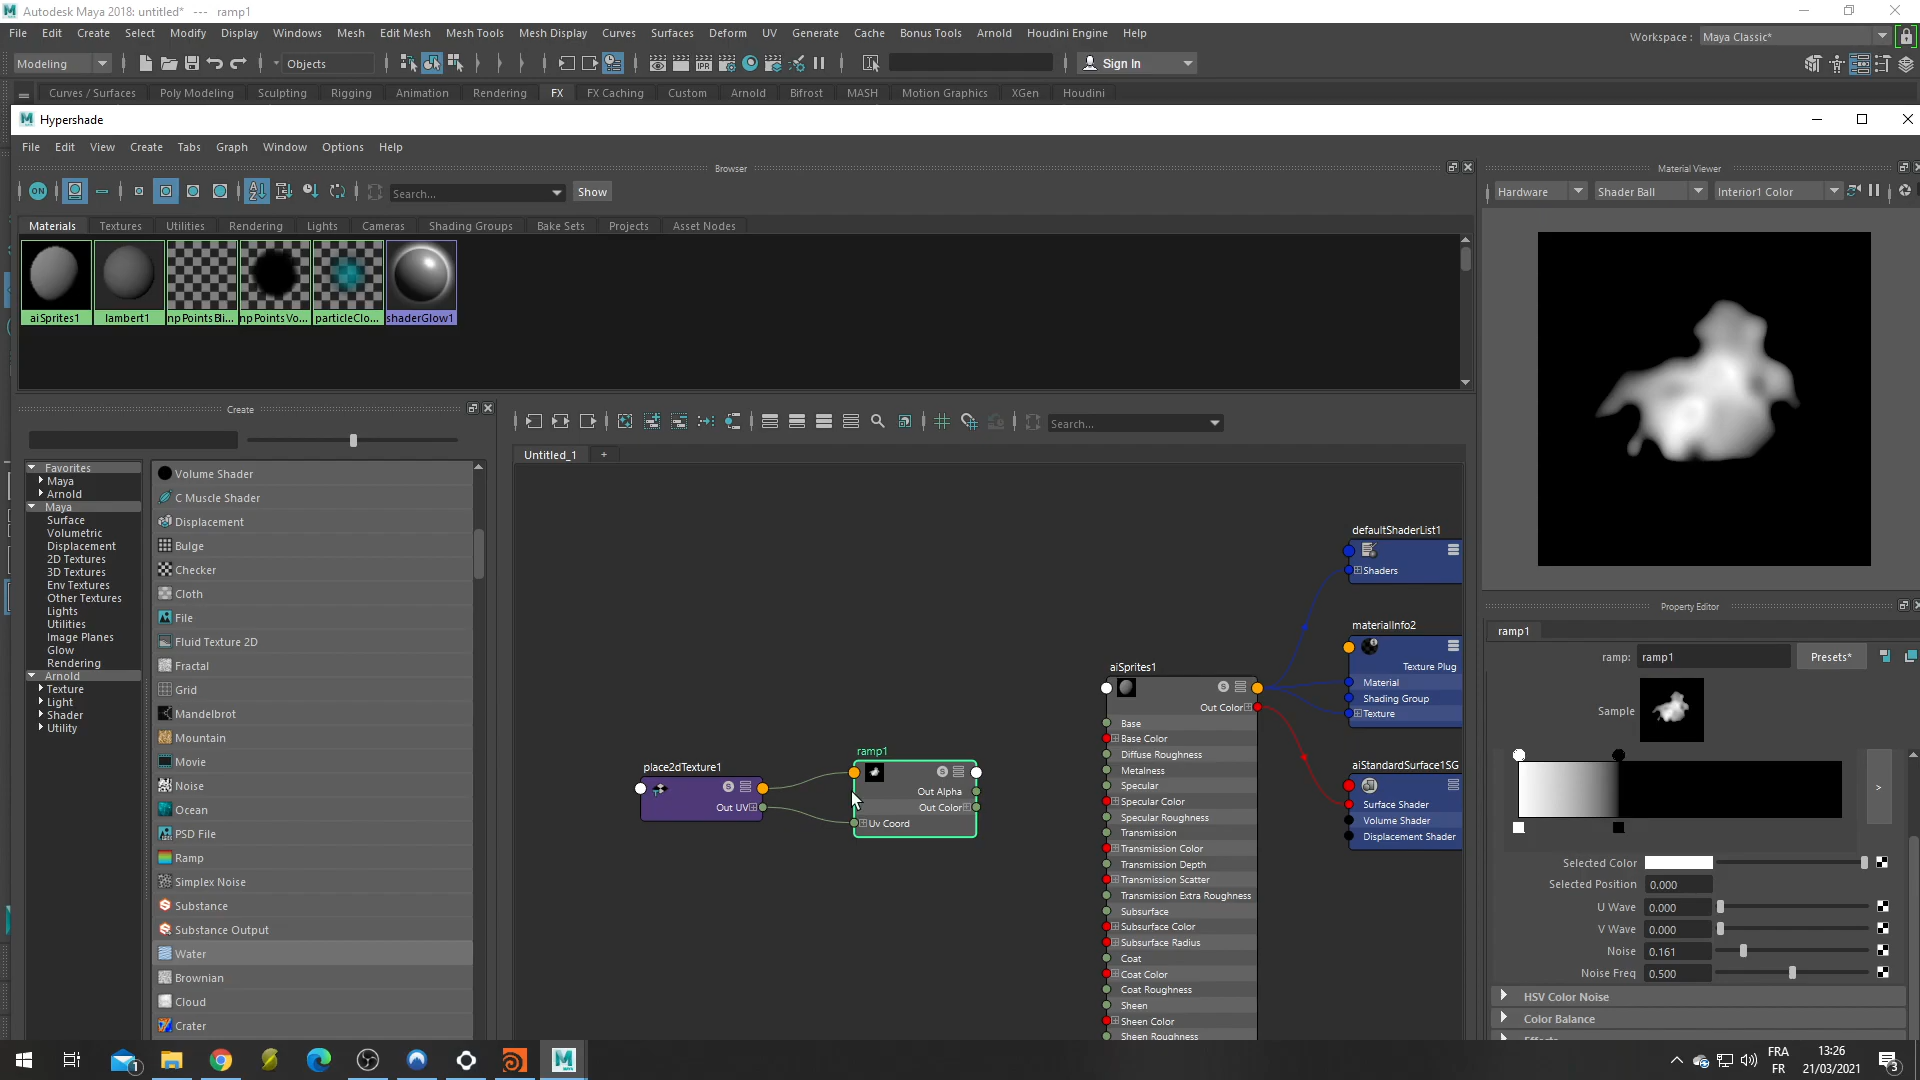 Autodesk Maya 2018: untitled* --- ramp1
File Edit Create Select Modify Display Windows Mesh Edit Mesh Mesh Tools Mesh Display Curves Surfaces Deform UV Generate Cache Bonus Tools Arnold Houdini Engine Help
Workspace : Maya Classic*
Modeling Objects Sign In
Curves / Surfaces Poly Modeling Sculpting Rigging Animation Rendering FX FX Caching Custom Arnold Bifrost MASH Motion Graphics XGen Houdini
Hypershade
File Edit View Create Tabs Graph Window Options Help
Browser
ON Search... Show
Materials Textures Utilities Rendering Lights Cameras Shading Groups Bake Sets Projects Asset Nodes
aiSprites1 lambert1 npPointsBli... npPointsVo... particleClo... shaderGlow1
Material Viewer
Hardware Shader Ball Interior1 Color
Create
Favorites
Maya
Arnold
Maya
Surface
Volumetric
Displacement
2D Textures
3D Textures
Env Textures
Other Textures
Lights
Utilities
Image Planes
Glow
Rendering
Arnold
Texture
Light
Shader
Utility
Volume Shader
C Muscle Shader
Displacement
Bulge
Checker
Cloth
File
Fluid Texture 2D
Fractal
Grid
Mandelbrot
Mountain
Movie
Noise
Ocean
PSD File
Ramp
Simplex Noise
Substance
Substance Output
Water
Brownian
Cloud
Crater
Search...
Untitled_1 +
place2dTexture1
Out UV
ramp1
Out Alpha
Out Color
Uv Coord
aiSprites1
Out Color
Base
Base Color
Diffuse Roughness
Metalness
Specular
Specular Color
Specular Roughness
Transmission
Transmission Color
Transmission Depth
Transmission Scatter
Transmission Extra Roughness
Subsurface
Subsurface Color
Subsurface Radius
Coat
Coat Color
Coat Roughness
Sheen
Sheen Color
Sheen Roughness
defaultShaderList1
Shaders
materialInfo2
Texture Plug
Material
Shading Group
Texture
aiStandardSurface1SG
Surface Shader
Volume Shader
Displacement Shader
Property Editor
ramp1
ramp: ramp1 Presets*
Sample
>
Selected Color
Selected Position 0.000
U Wave 0.000
V Wave 0.000
Noise 0.161
Noise Freq 0.500
HSV Color Noise
Color Balance
Effects
1
FRA
FR
13:26
21/03/2021
3